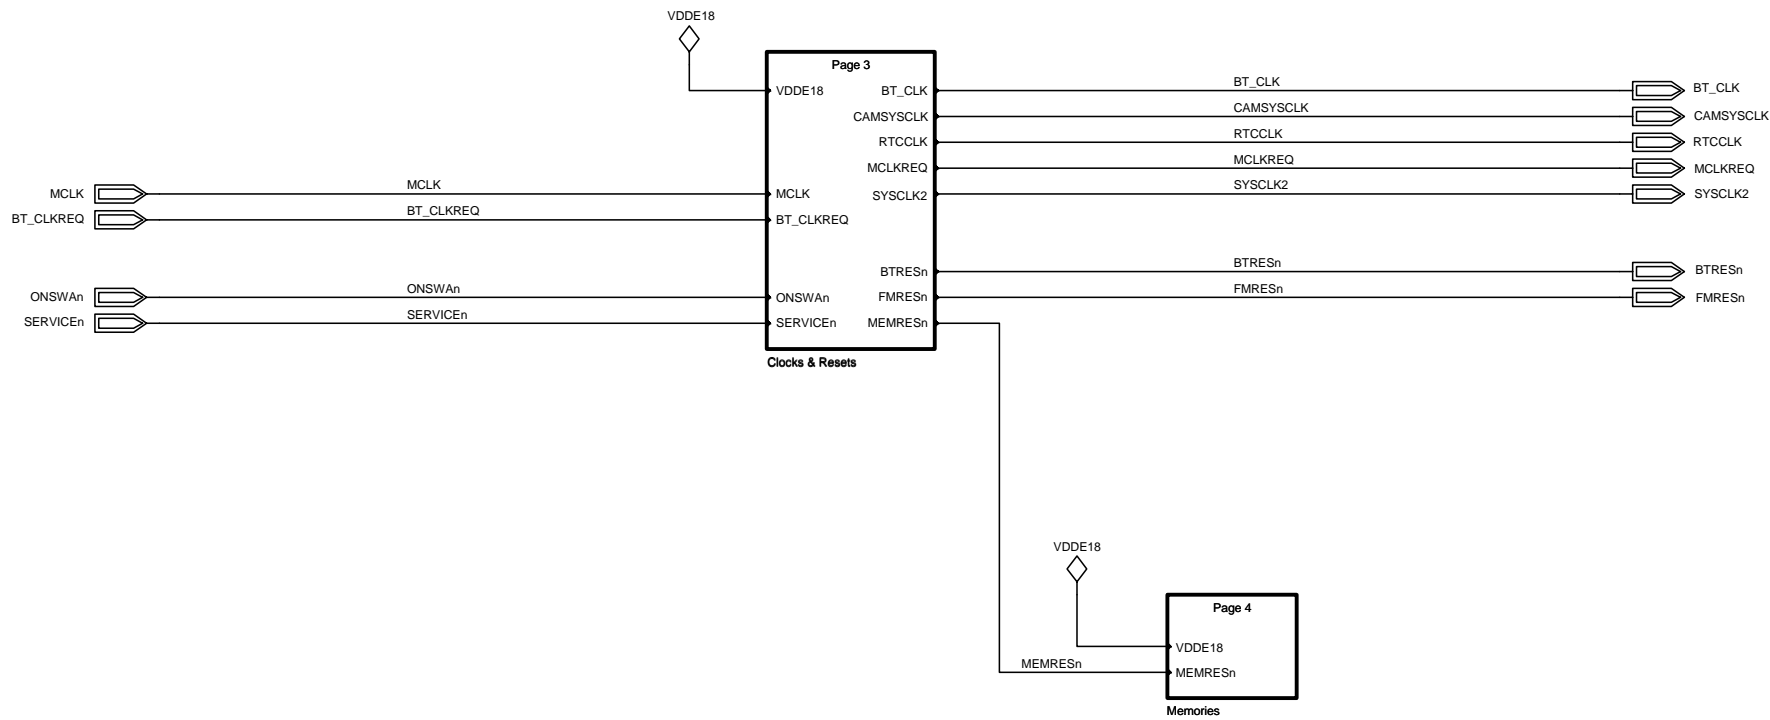 VDDE18
Page 3
VDDE18 BT_CLK BT_CLK BT_CLK
CAMSYSCLK CAMSYSCLK CAMSYSCLK
RTCCLK RTCCLK RTCCLK
MCLKREQ MCLKREQ MCLKREQ
MCLK MCLK MCLK SYSCLK2 SYSCLK2 SYSCLK2
BT_CLKREQ BT_CLKREQ BT_CLKREQ
BTRESn BTRESn BTRESn
ONSWAn ONSWAn ONSWAn FMRESn FMRESn FMRESn
SERVICEn SERVICEn SERVICEn MEMRESn
Clocks & Resets
VDDE18
Page 4
VDDE18
MEMRESn MEMRESn
Memories